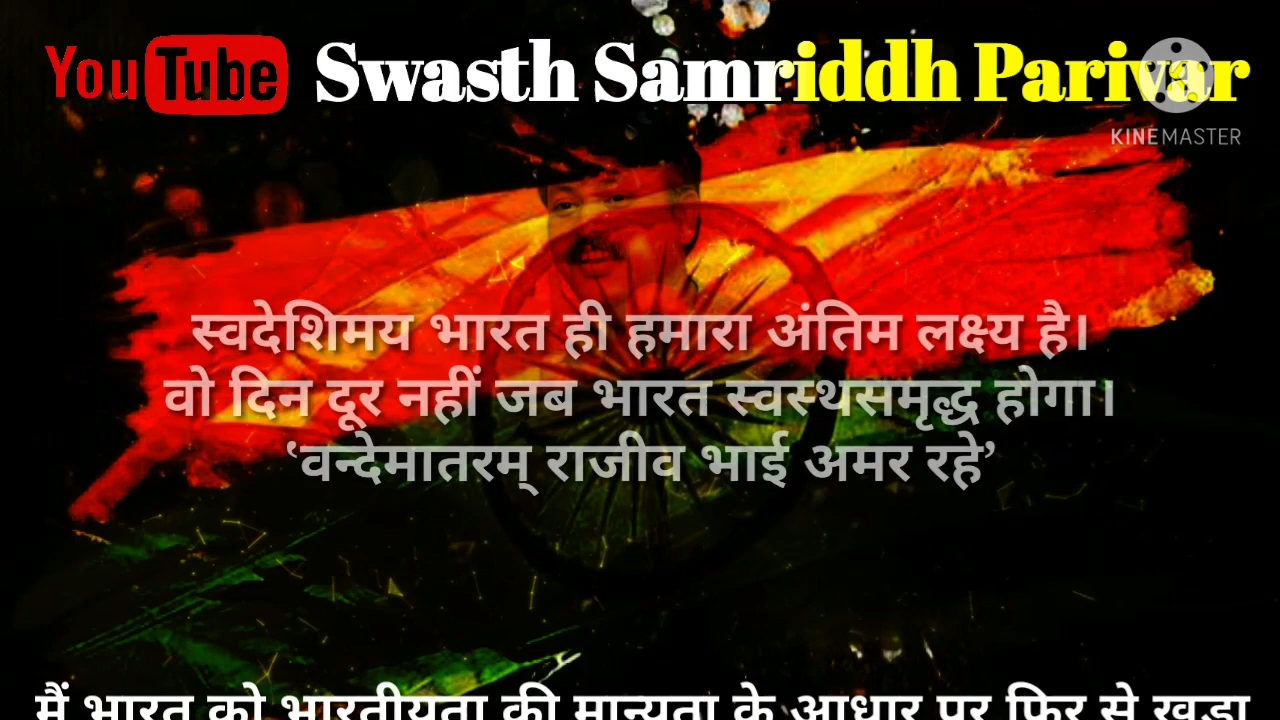 YouTube Swasth Samriddh Parivar
KINEMASTER
स्वदेशिमय भारत ही हमारा अंतिम लक्ष्य है।
वो दिन दूर नहीं जब भारत स्वस्थसमृद्ध होगा।
‘वन्देमातरम् राजीव भाई अमर रहे’
मैं भारत को भारतीयता की मान्यता के आधार पर फिर से खड़ा